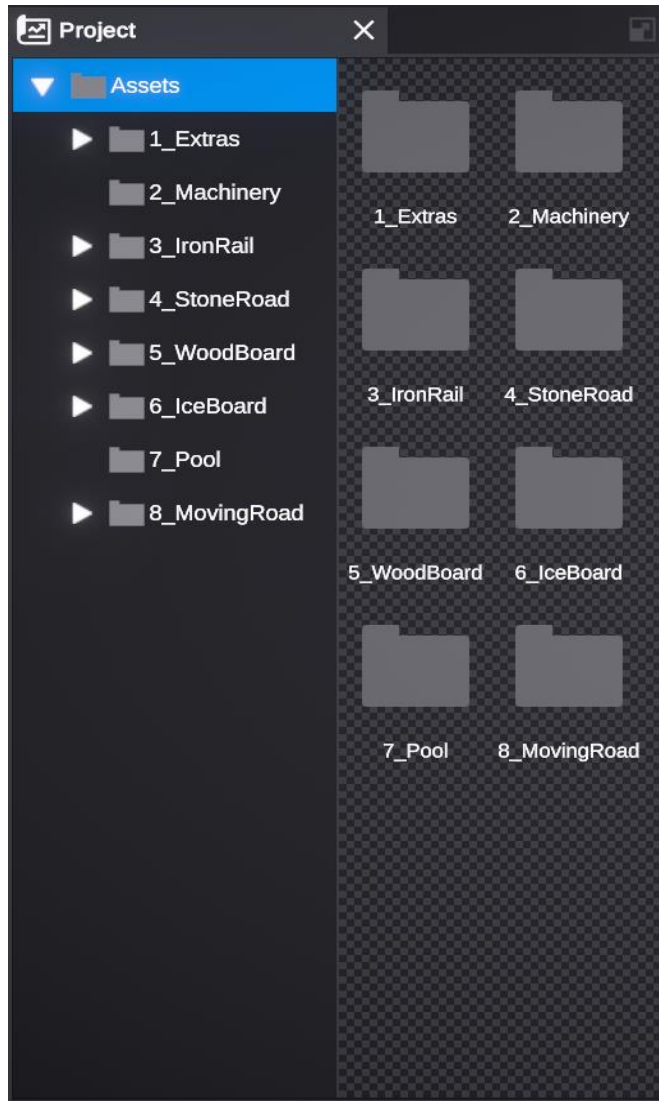 Project
Assets
1_Extras
2_Machinery
3_IronRail
4_StoneRoad
5_WoodBoard
6_IceBoard
7_Pool
8_MovingRoad
1_Extras 2_Machinery
3_IronRail 4_StoneRoad
5_WoodBoard 6_IceBoard
7_Pool 8_MovingRoad